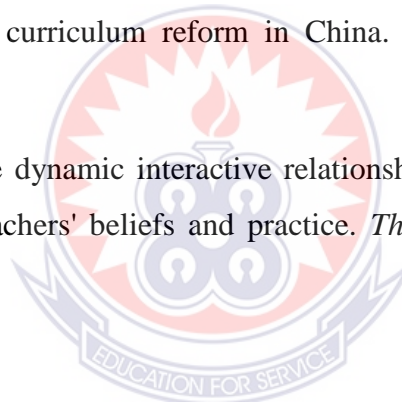 curriculum reform in China.
dynamic interactive relationsh
achers' beliefs and practice. Th
EDUCATION FOR SERVICE